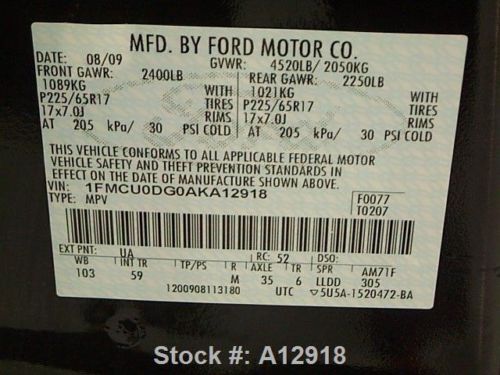 MFD. BY FORD MOTOR CO.
DATE: 08/09 GVWR: 4520LB/ 2050KG
FRONT GAWR: 2400LB REAR GAWR: 2250LB
1089KG WITH 1021KG WITH
P225/65R17 TIRES P225/65R17 TIRES
17x7.0J RIMS 17x7.0J RIMS
AT 205 kPa/ 30 PSI COLD AT 205 kPa/ 30 PSI COLD
THIS VEHICLE CONFORMS TO ALL APPLICABLE FEDERAL MOTOR
VEHICLE SAFETY AND THEFT PREVENTION STANDARDS IN
EFFECT ON THE DATE OF MANUFACTURE SHOWN ABOVE.
VIN: 1FMCU0DG0AKA12918 F0077
TYPE: MPV T0207
EXT PNT: UA RC: 52 DSO:
WB INT TR TP/PS R AXLE TR SPR AM71F
103 59 M 35 6 LLDD 305
1200908113180 UTC ▽5U5A-1520472-BA
Stock #: A12918